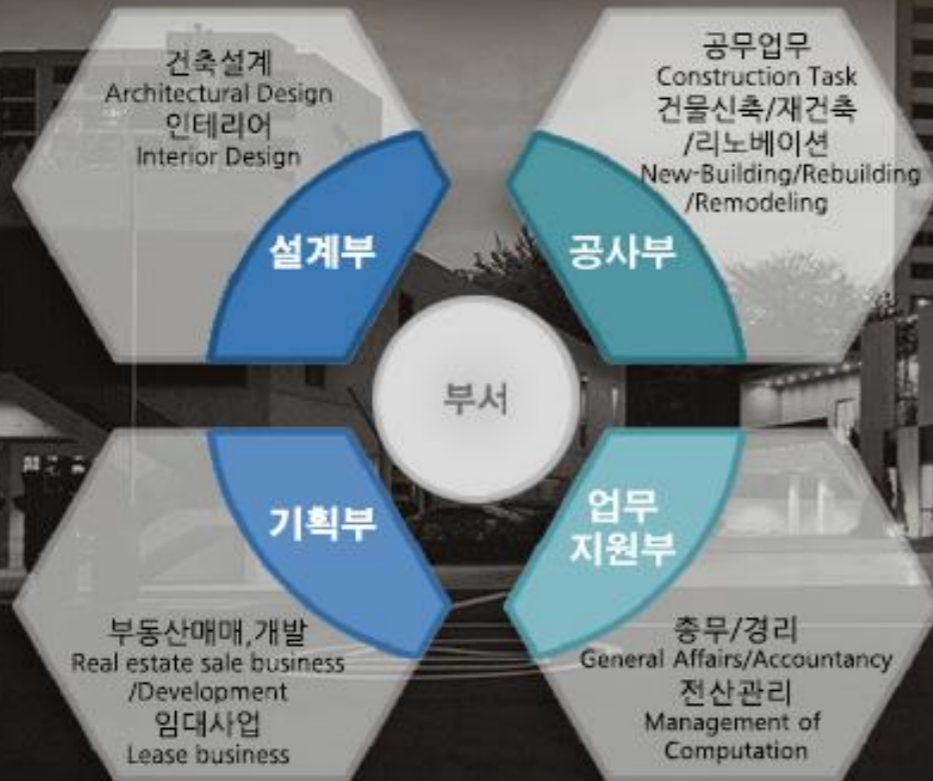 건축설계
Architectural Design
인테리어
Interior Design
설계부
공무업무
Construction Task
건물신축/재건축
/리노베이션
New-Building/Rebuilding
/Remodeling
공사부
부서
기획부
부동산매매,개발
Real estate sale business
/Development
임대사업
Lease business
업무
지원부
총무/경리
General Affairs/Accountancy
전산관리
Management of
Computation